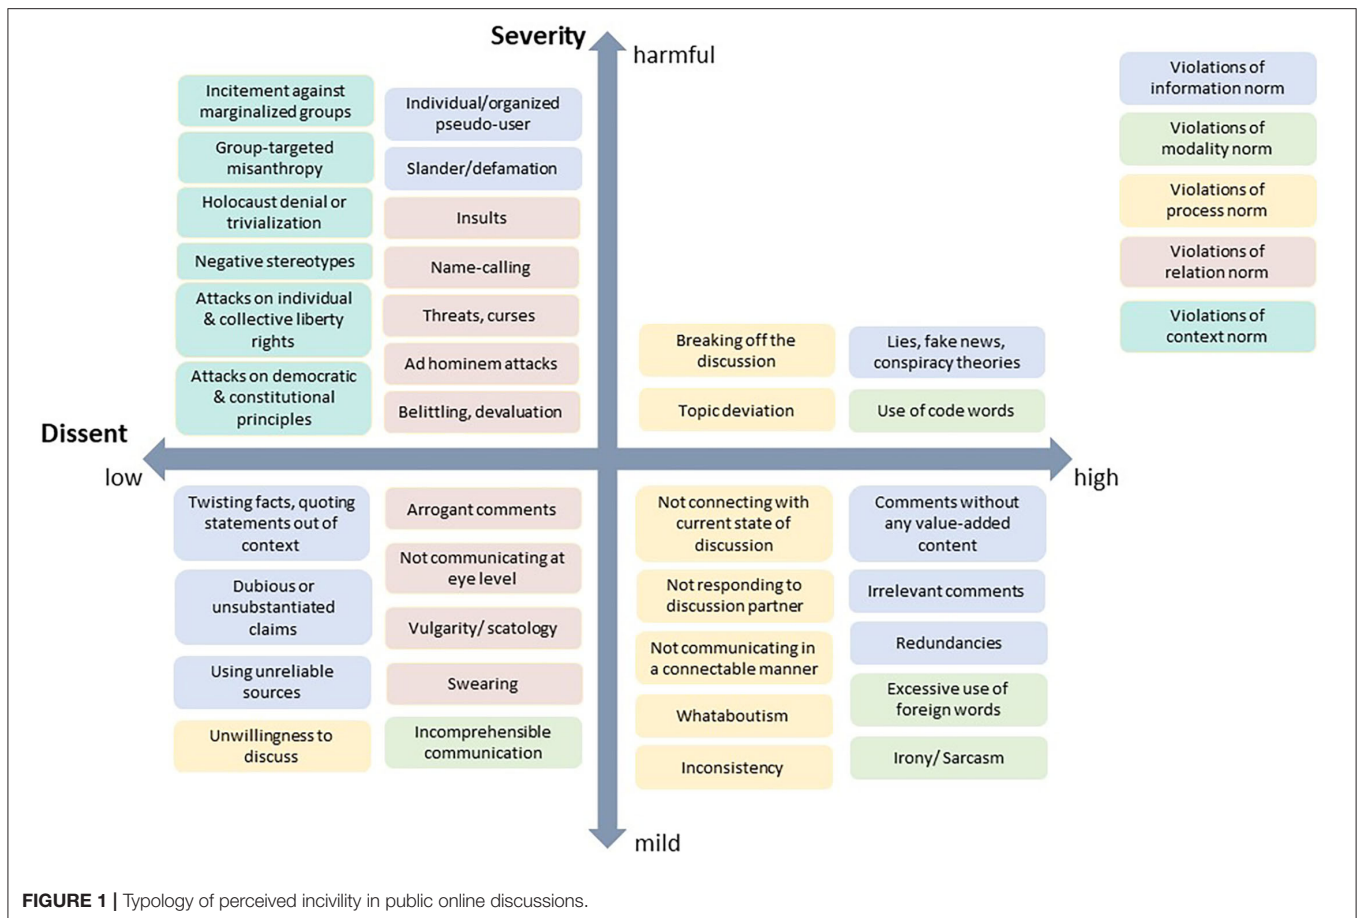 Severity
harmful
Incitement against
marginalized groups
Group-targeted
misanthropy
Holocaust denial or
trivialization
Negative stereotypes
Attacks on individual
& collective liberty
rights
Attacks on democratic
& constitutional
principles
Individual/organized
pseudo-user
Slander/defamation
Insults
Name-calling
Threats, curses
Ad hominem attacks
Belittling, devaluation
Breaking off the
discussion
Topic deviation
Lies, fake news,
conspiracy theories
Use of code words
Violations of
information norm
Violations of
modality norm
Violations of
process norm
Violations of
relation norm
Violations of
context norm
Dissent
low
high
Twisting facts, quoting
statements out of
context
Dubious or
unsubstantiated
claims
Using unreliable
sources
Unwillingness to
discuss
Arrogant comments
Not communicating at
eye level
Vulgarity/ scatology
Swearing
Incomprehensible
communication
Not connecting with
current state of
discussion
Not responding to
discussion partner
Not communicating in
a connectable manner
Whataboutism
Inconsistency
Comments without
any value-added
content
Irrelevant comments
Redundancies
Excessive use of
foreign words
Irony/ Sarcasm
mild
FIGURE 1 | Typology of perceived incivility in public online discussions.